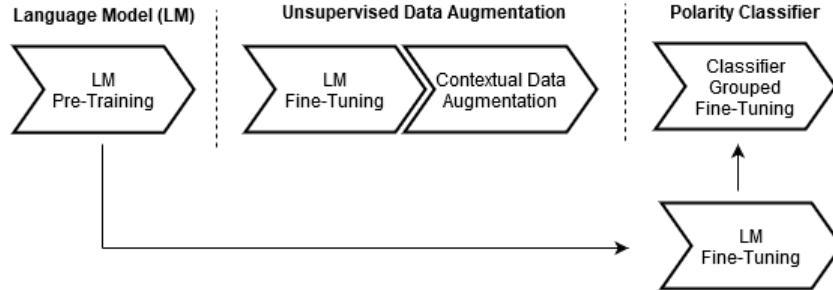 Language Model (LM)
Unsupervised Data Augmentation
Polarity Classifier
LM
Pre-Training
LM
Fine-Tuning
Contextual Data
Augmentation
Classifier
Grouped
Fine-Tuning
LM
Fine-Tuning